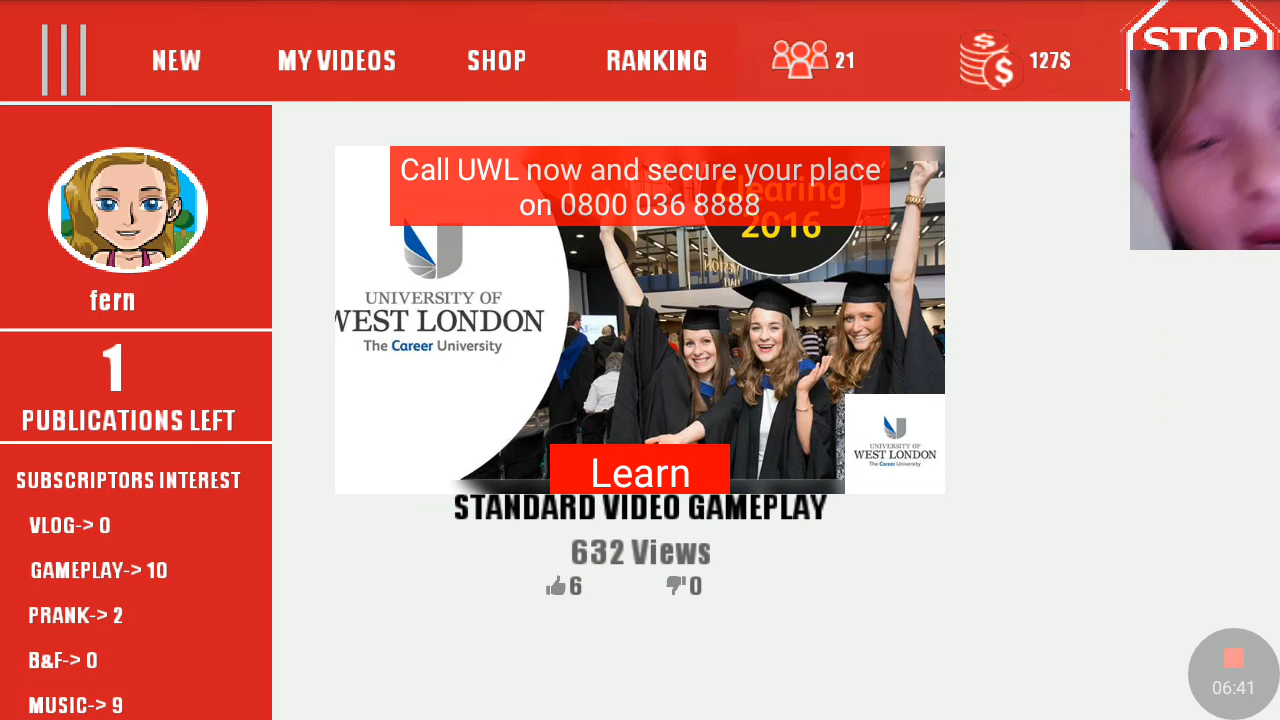 NEW
MY VIDEOS
SHOP
RANKING
21
127$
STOP
fern
1
PUBLICATIONS LEFT
SUBSCRIPTORS INTEREST
VLOG-> 0
GAMEPLAY-> 10
PRANK-> 2
B&F-> 0
MUSIC-> 9
Call UWL now and secure your place
on 0800 036 8888
Clearing
2016
UNIVERSITY OF
WEST LONDON
The Career University
UNIVERSITY OF
WEST LONDON
The Career University
Learn
STANDARD VIDEO GAMEPLAY
632 Views
6
0
06:41